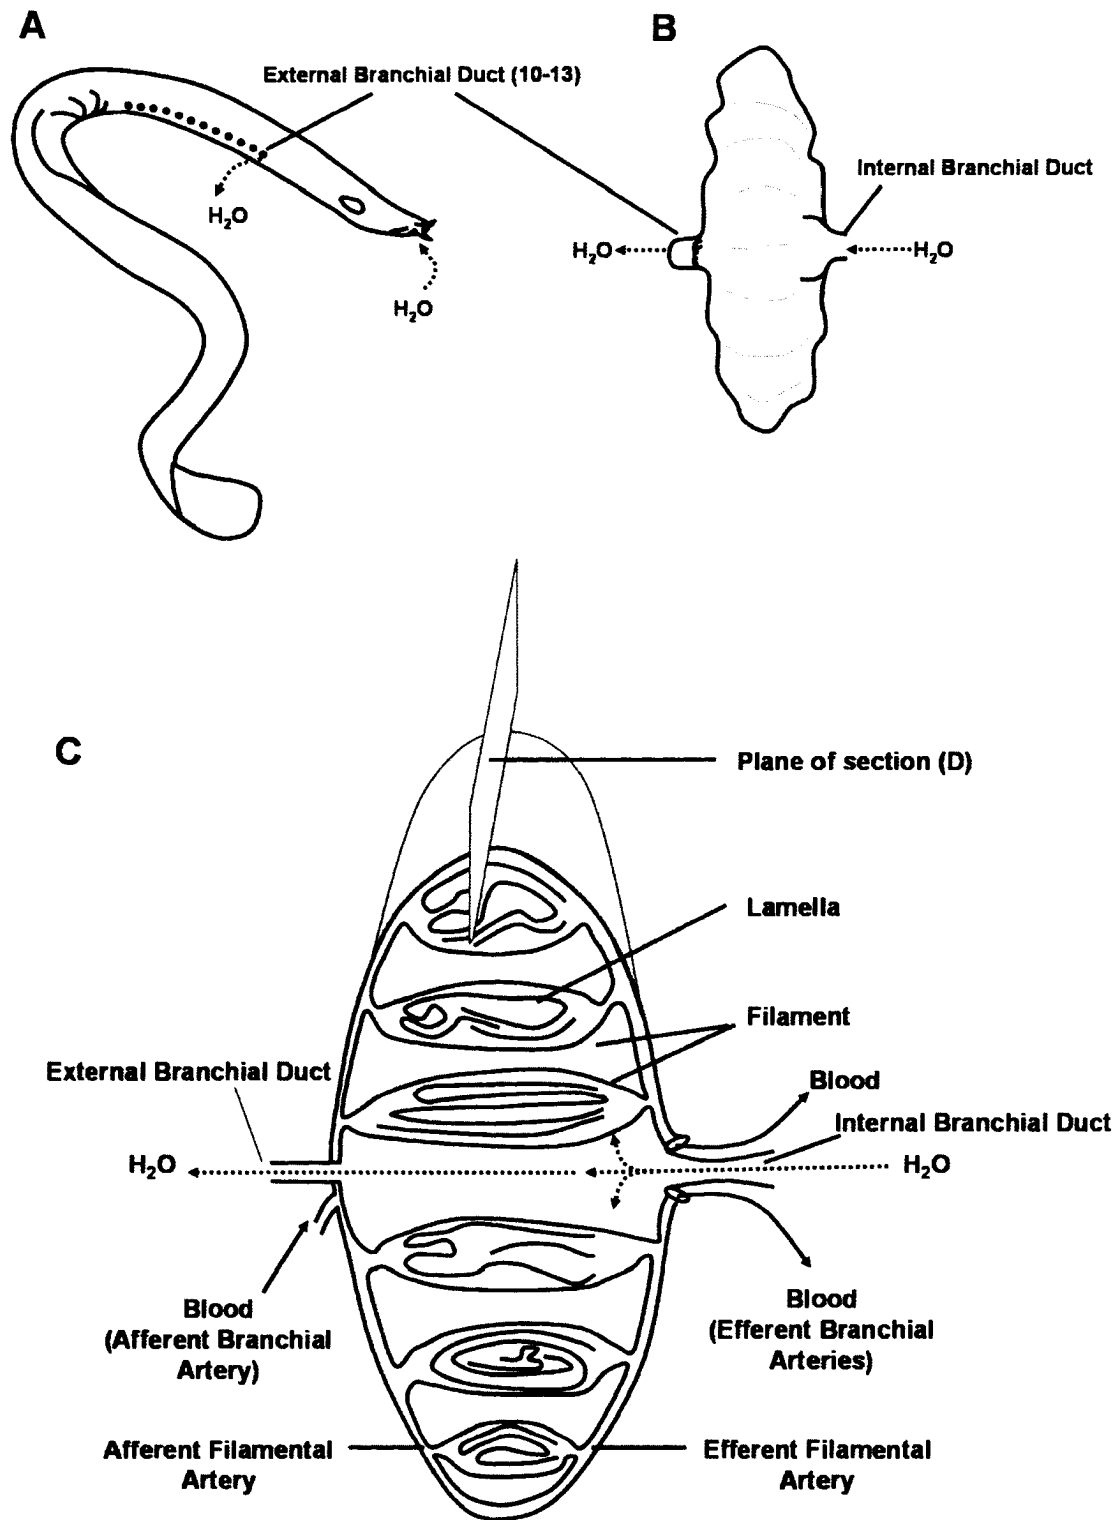 A
B
External Branchial Duct (10-13)
Internal Branchial Duct
H₂O
H₂O
H₂O
H₂O
C
Plane of section (D)
Lamella
Filament
External Branchial Duct
Blood
Internal Branchial Duct
H₂O
H₂O
Blood
(Afferent Branchial
Artery)
Blood
(Efferent Branchial
Arteries)
Afferent Filamental
Artery
Efferent Filamental
Artery